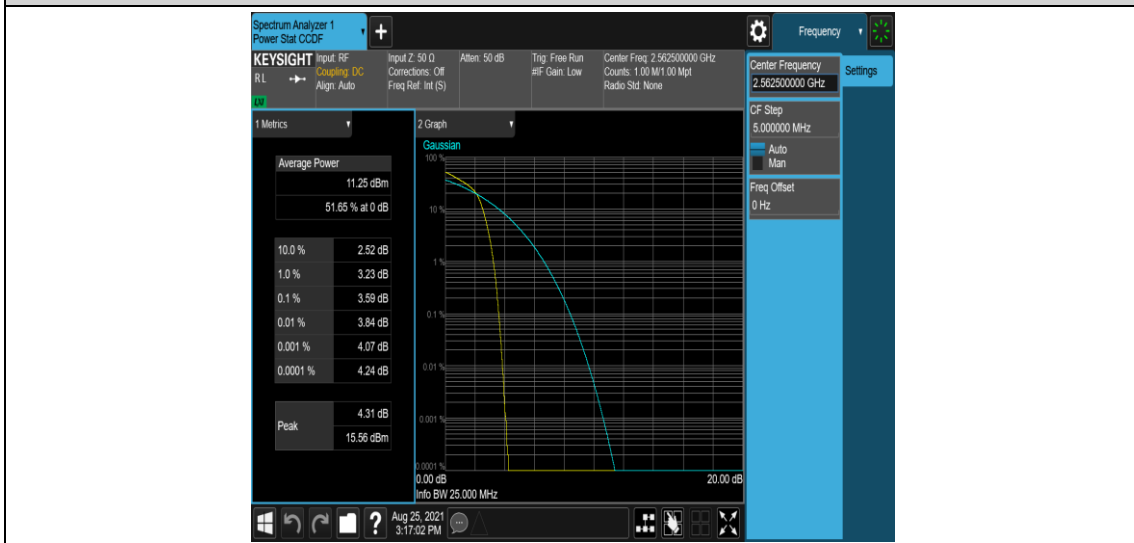 Spectrum Analyzer 1
Power Stat CCDF
+
Frequency
KEYSIGHT
RL
LXI
Input: RF
Coupling: DC
Align: Auto
Input Z: 50 Ω
Corrections: Off
Freq Ref: Int (S)
Atten: 50 dB
Trig: Free Run
#IF Gain: Low
Center Freq: 2.562500000 GHz
Counts: 1.00 M/1.00 Mpt
Radio Std: None
Center Frequency
2.562500000 GHz
Settings
CF Step
5.000000 MHz
Auto
Man
Freq Offset
0 Hz
1 Metrics
Average Power
11.25 dBm
51.65 % at 0 dB
10.0 % 2.52 dB
1.0 % 3.23 dB
0.1 % 3.59 dB
0.01 % 3.84 dB
0.001 % 4.07 dB
0.0001 % 4.24 dB
Peak 4.31 dB
15.56 dBm
2 Graph
Gaussian
100 %
10 %
1 %
0.1 %
0.01 %
0.001 %
0.0001 %
0.00 dB 20.00 dB
Info BW 25.000 MHz
?
Aug 25, 2021
3:17:02 PM